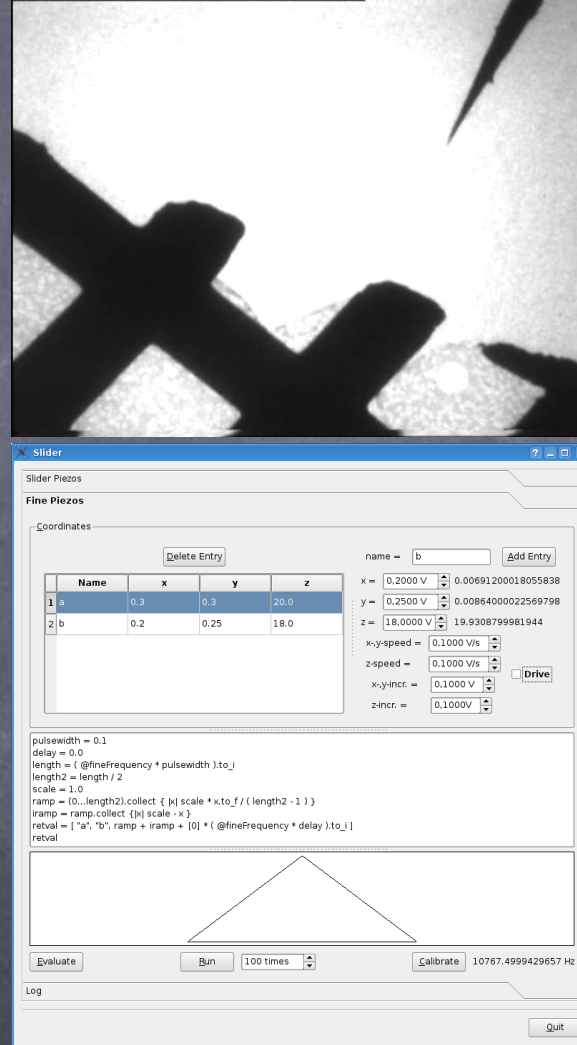 Slider
Slider Piezos
Fine Piezos
Coordinates
Delete Entry
name = b Add Entry
Name x y z
1 a 0.3 0.3 20.0
2 b 0.2 0.25 18.0
x = 0,2000 V 0.00691200018055838
y = 0,2500 V 0.00864000022569798
z = 18,0000 V 19.9308799981944
x-,y-speed = 0,1000 V/s
z-speed = 0,1000 V/s
Drive
x-,y-incr. = 0,1000 V
z-incr. = 0,1000V
pulsewidth = 0.1
delay = 0.0
length = ( @fineFrequency * pulsewidth ).to_i
length2 = length / 2
scale = 1.0
ramp = (0...length2).collect { |x| scale * x.to_f / ( length2 - 1 ) }
iramp = ramp.collect {|x| scale - x }
retval = [ "a", "b", ramp + iramp + [0] * ( @fineFrequency * delay ).to_i ]
retval
Evaluate Run 100 times Calibrate 10767.4999429657 Hz
Log
Quit